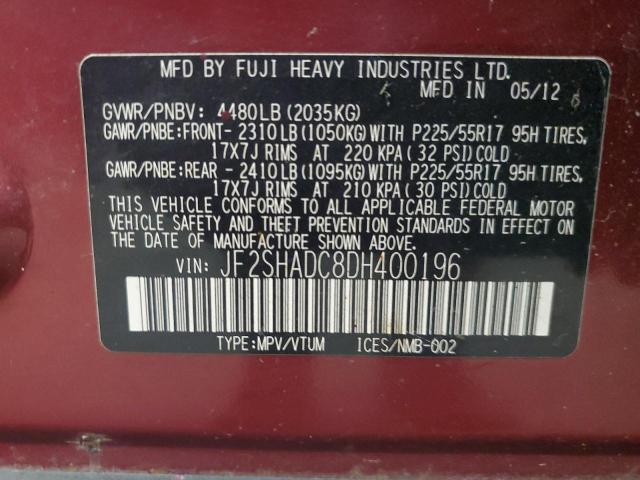 MFD BY FUJI HEAVY INDUSTRIES LTD.
MFD IN 05/12
GVWR/PNBV: 4480LB (2035KG)
GAWR/PNBE:FRONT- 2310LB (1050KG) WITH P225/55R17 95H TIRES,
17X7J RIMS AT 220 KPA ( 32 PSI) COLD
GAWR/PNBE:REAR - 2410LB (1095KG) WITH P225/55R17 95H TIRES,
17X7J RIMS AT 210 KPA ( 30 PSI) COLD
THIS VEHICLE CONFORMS TO ALL APPLICABLE FEDERAL MOTOR
VEHICLE SAFETY AND THEFT PREVENTION STANDARDS IN EFFECT ON
THE DATE OF MANUFACTURE SHOWN ABOVE.
VIN: JF2SHADC8DH400196
TYPE:MPV/VTUM ICES/NMB-002